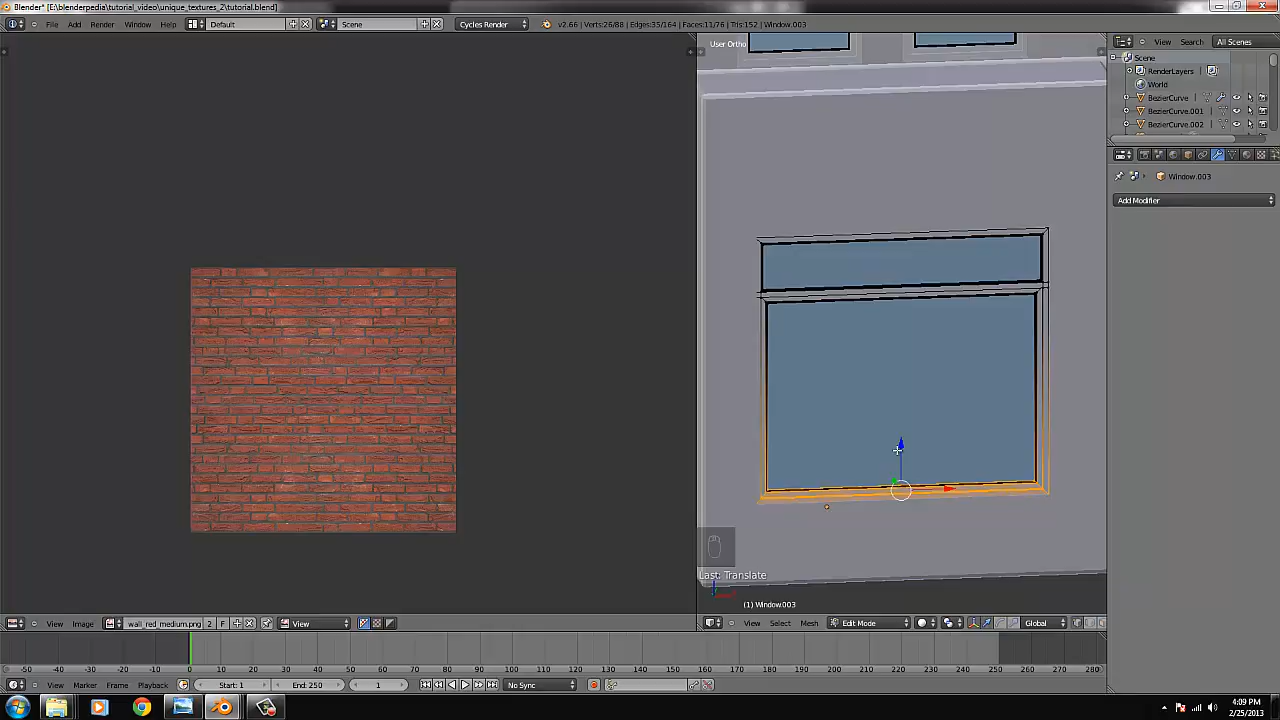 Blender* [E:\blenderpedia\tutorial_video\unique_textures_2\tutorial.blend]
File Add Render Window Help
Default
Scene
Cycles Render
v2.66 | Verts:26/88 | Edges:35/164 | Faces:11/76 | Tris:152 | Window.003
View Search All Scenes
User Ortho
Scene
RenderLayers
World
BezierCurve
BezierCurve.001
BezierCurve.002
Window.003
Add Modifier
Last: Translate
(1) Window.003
View Image wall_red_medium.png 2 F View
View Select Mesh Edit Mode Global
-50 -40 -30 -20 -10 0 10 20 30 40 50 60 70 80 90 100 110 120 130 140 150 160 170 180 190 200 210 220 230 240 250 260 270 280
View Marker Frame Playback Start: 1 End: 250 1 No Sync
4:09 PM
2/25/2013